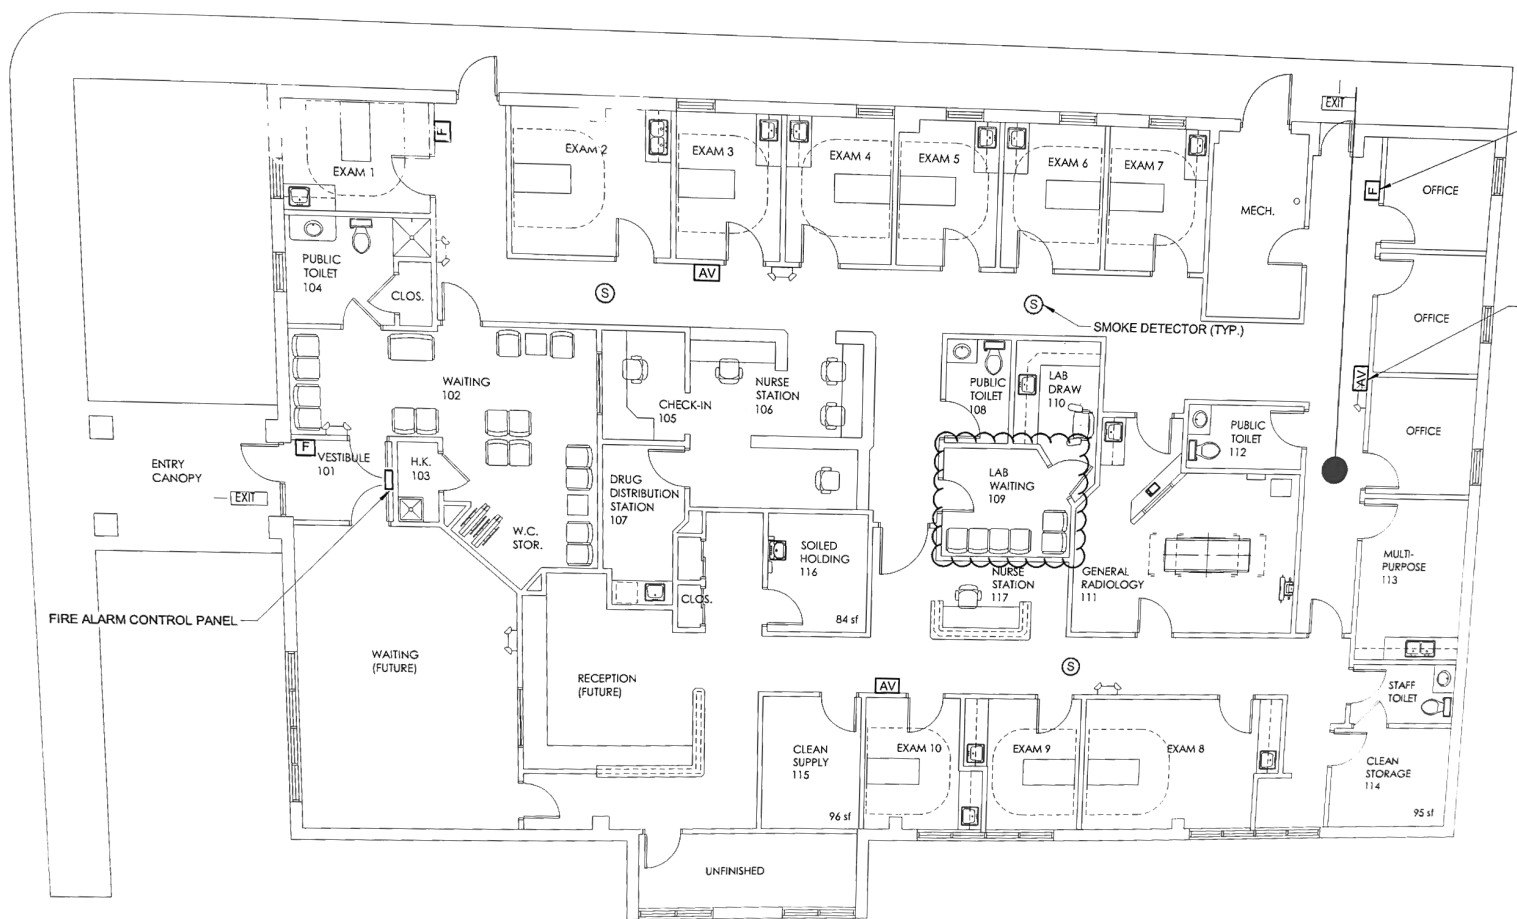 EXIT
EXAM 1
F
EXAM 2
EXAM 3
EXAM 4
EXAM 5
EXAM 6
EXAM 7
MECH.
F
OFFICE
PUBLIC
TOILET
104
CLOS.
AV
S
S
SMOKE DETECTOR (TYP.)
OFFICE
WAITING
102
CHECK-IN
105
NURSE
STATION
106
PUBLIC
TOILET
108
LAB
DRAW
110
AV
PUBLIC
TOILET
112
OFFICE
ENTRY
CANOPY
EXIT
F
VESTIBULE
101
H.K.
103
DRUG
DISTRIBUTION
STATION
107
LAB
WAITING
109
W.C.
STOR.
SOILED
HOLDING
116
84 sf
NURSE
STATION
117
GENERAL
RADIOLOGY
111
MULTI-
PURPOSE
113
CLOS.
FIRE ALARM CONTROL PANEL
WAITING
(FUTURE)
RECEPTION
(FUTURE)
S
AV
STAFF
TOILET
CLEAN
SUPPLY
115
96 sf
EXAM 10
EXAM 9
EXAM 8
CLEAN
STORAGE
114
95 sf
UNFINISHED